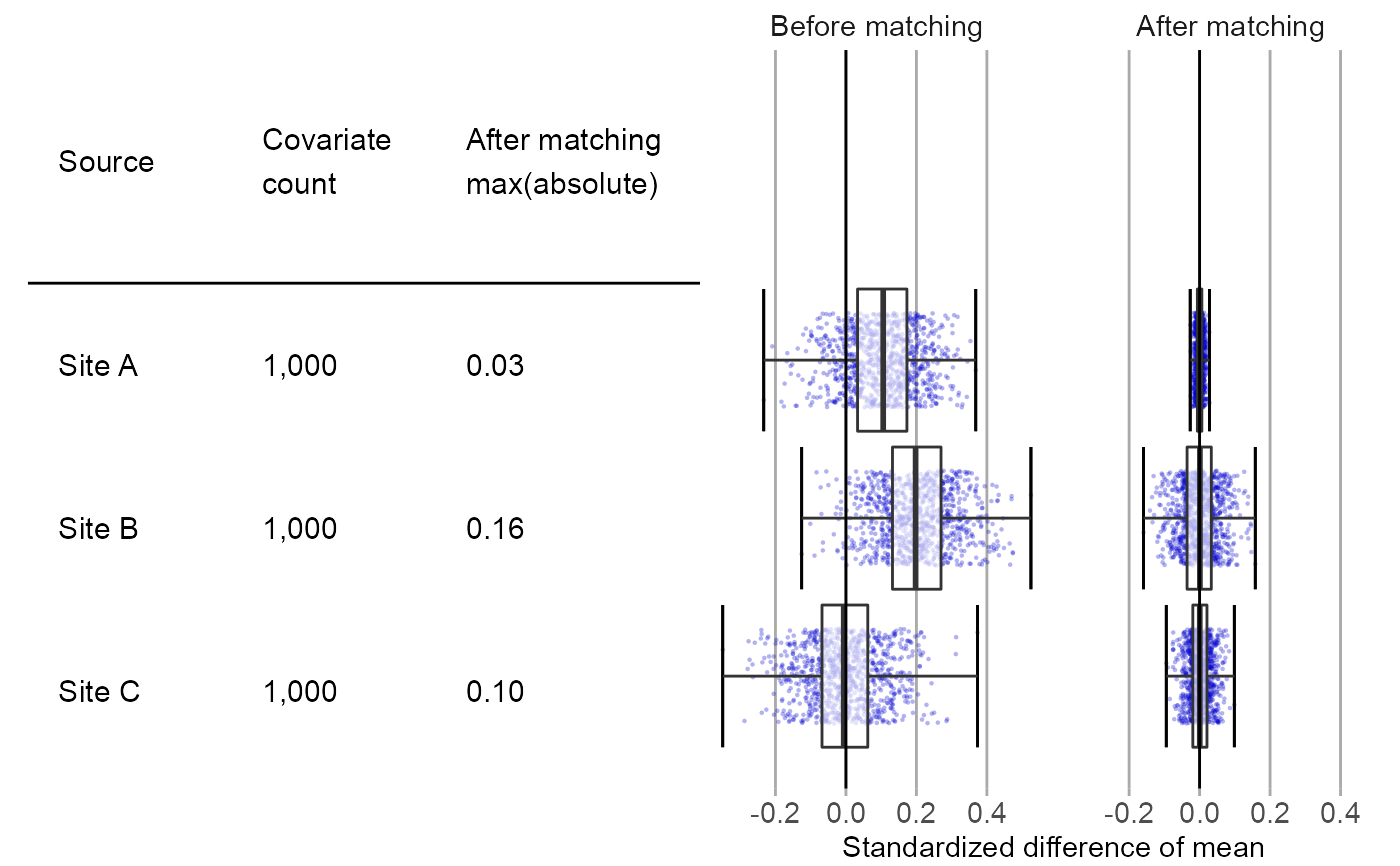 Before matching
After matching
Source
Covariate
count
After matching
max(absolute)
Site A
1,000
0.03
Site B
1,000
0.16
Site C
1,000
0.10
-0.2 0.0 0.2 0.4
-0.2 0.0 0.2 0.4
Standardized difference of mean